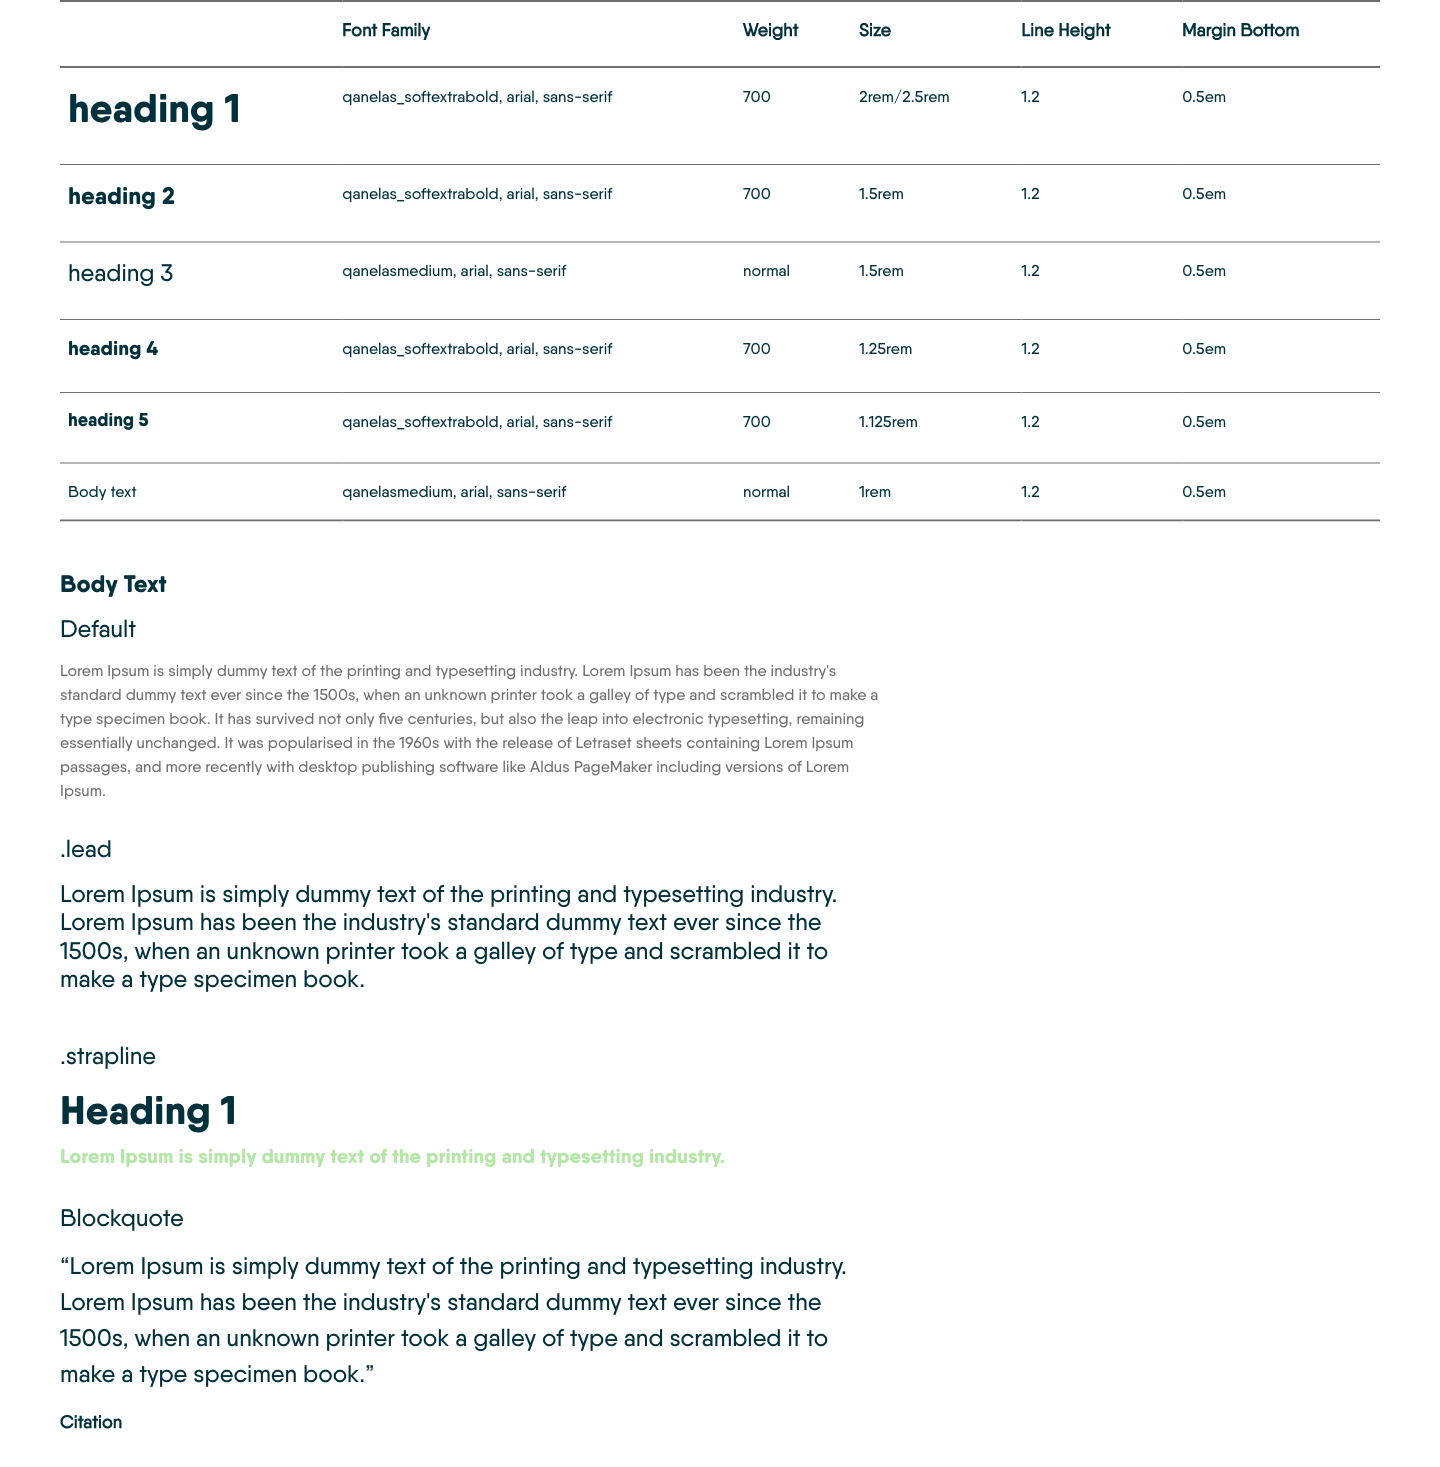 Font Family Weight Size Line Height Margin Bottom
heading 1 qanelas_softextrabold, arial, sans-serif 700 2rem/2.5rem 1.2 0.5em
heading 2 qanelas_softextrabold, arial, sans-serif 700 1.5rem 1.2 0.5em
heading 3 qanelasmedium, arial, sans-serif normal 1.5rem 1.2 0.5em
heading 4 qanelas_softextrabold, arial, sans-serif 700 1.25rem 1.2 0.5em
heading 5 qanelas_softextrabold, arial, sans-serif 700 1.125rem 1.2 0.5em
Body text qanelasmedium, arial, sans-serif normal 1rem 1.2 0.5em
Body Text
Default
Lorem Ipsum is simply dummy text of the printing and typesetting industry. Lorem Ipsum has been the industry's
standard dummy text ever since the 1500s, when an unknown printer took a galley of type and scrambled it to make a
type specimen book. It has survived not only five centuries, but also the leap into electronic typesetting, remaining
essentially unchanged. It was popularised in the 1960s with the release of Letraset sheets containing Lorem Ipsum
passages, and more recently with desktop publishing software like Aldus PageMaker including versions of Lorem
Ipsum.
.lead
Lorem Ipsum is simply dummy text of the printing and typesetting industry.
Lorem Ipsum has been the industry's standard dummy text ever since the
1500s, when an unknown printer took a galley of type and scrambled it to
make a type specimen book.
.strapline
Heading 1
Lorem Ipsum is simply dummy text of the printing and typesetting industry.
Blockquote
“Lorem Ipsum is simply dummy text of the printing and typesetting industry.
Lorem Ipsum has been the industry's standard dummy text ever since the
1500s, when an unknown printer took a galley of type and scrambled it to
make a type specimen book.”
Citation